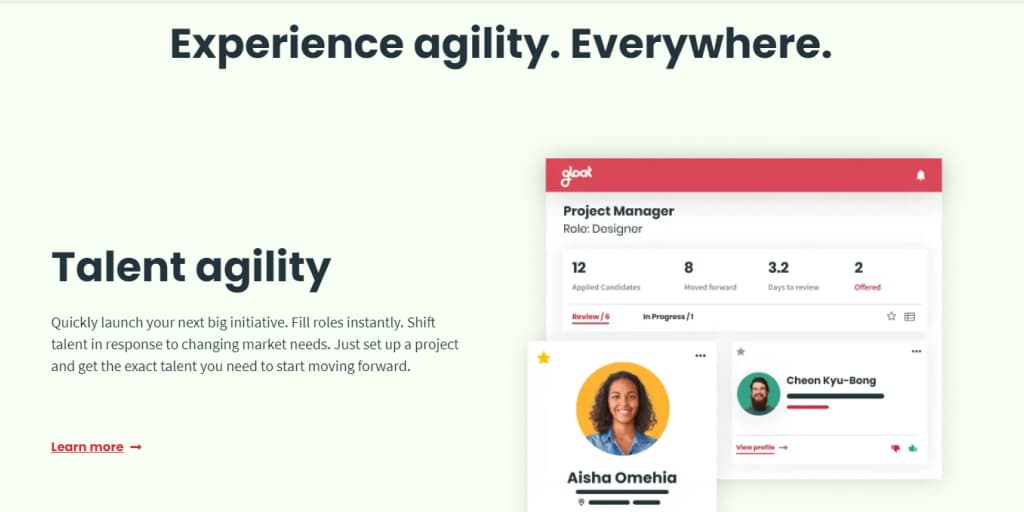 Experience agility. Everywhere.
Talent agility
Quickly launch your next big initiative. Fill roles instantly. Shift
talent in response to changing market needs. Just set up a project
and get the exact talent you need to start moving forward.
Learn more
gloat
Project Manager
Role: Designer
12 8 3.2 2
Applied Candidates Moved forward Days to review Offered
Review / 6 In Progress / 1
Cheon Kyu-Bong
View profile
Aisha Omehia